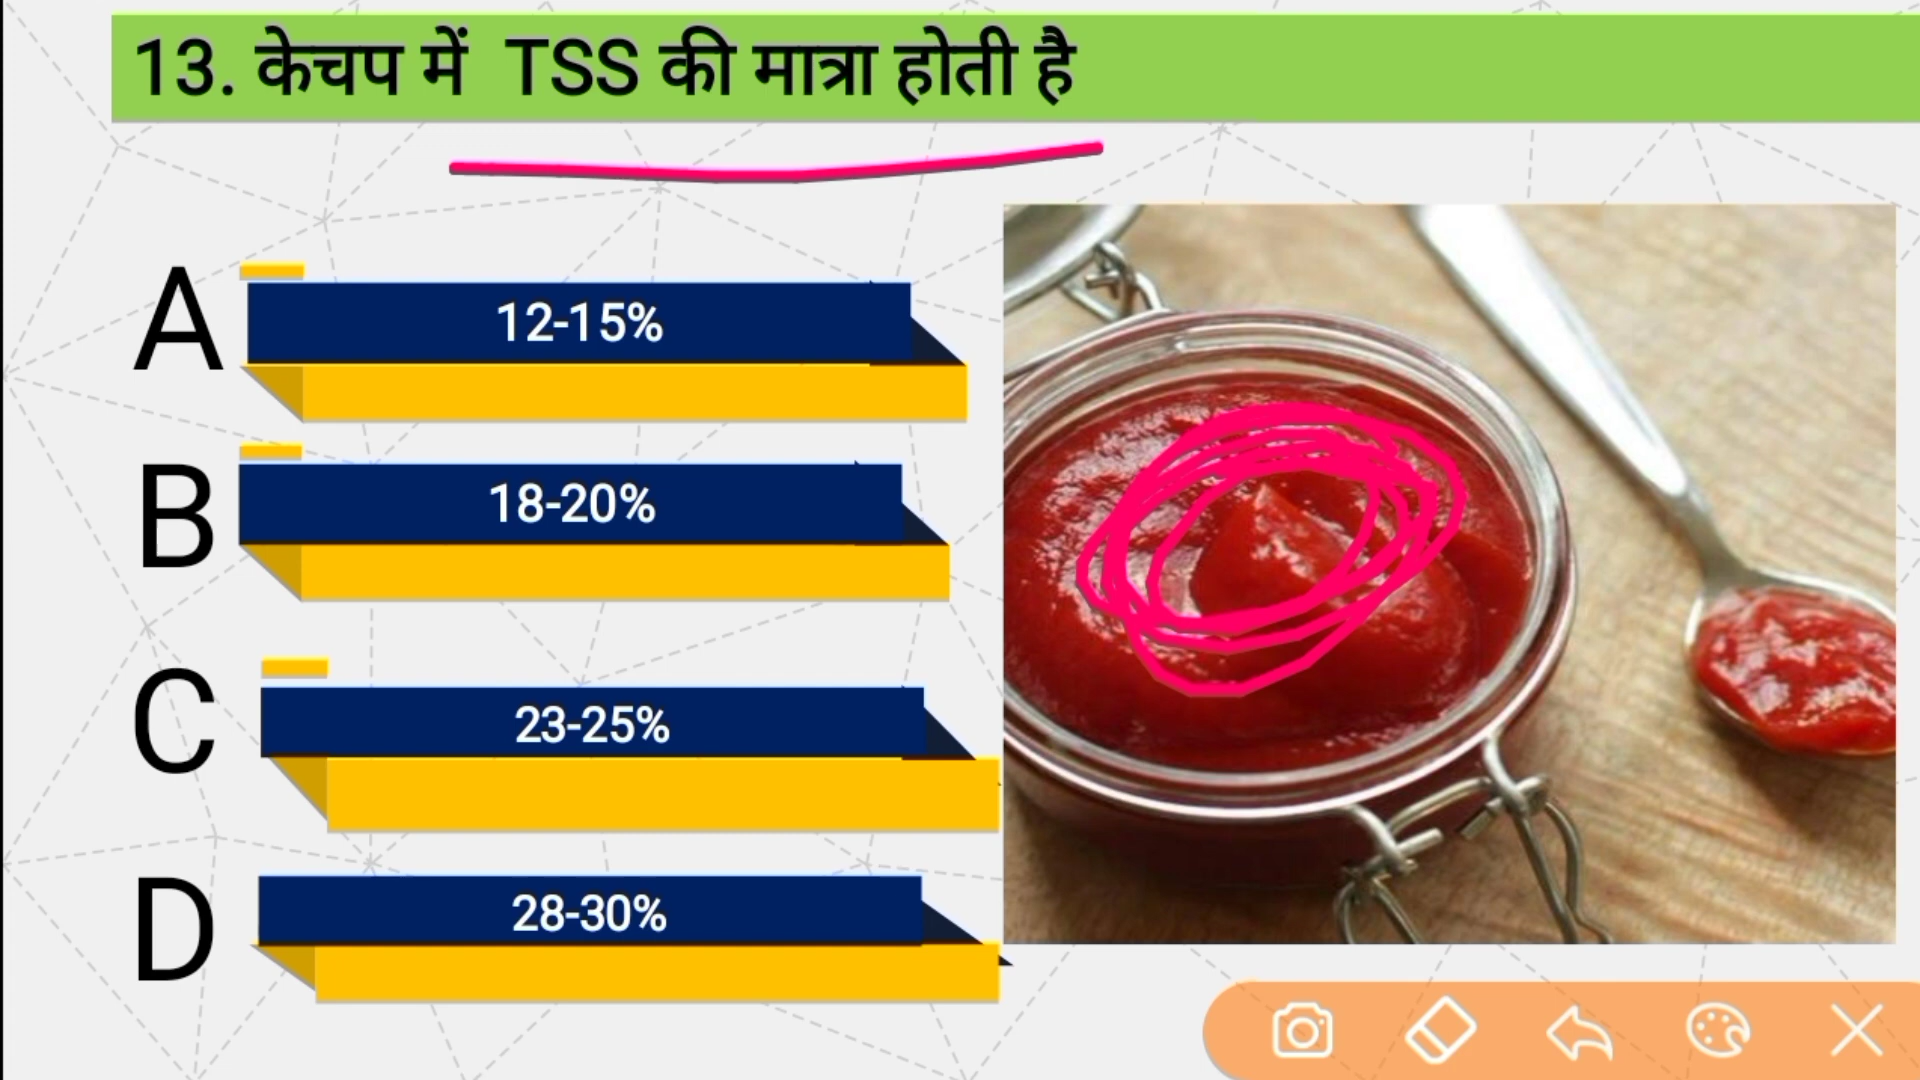 13. केचप में TSS की मात्रा होती है
A 12-15%
B 18-20%
C 23-25%
D 28-30%